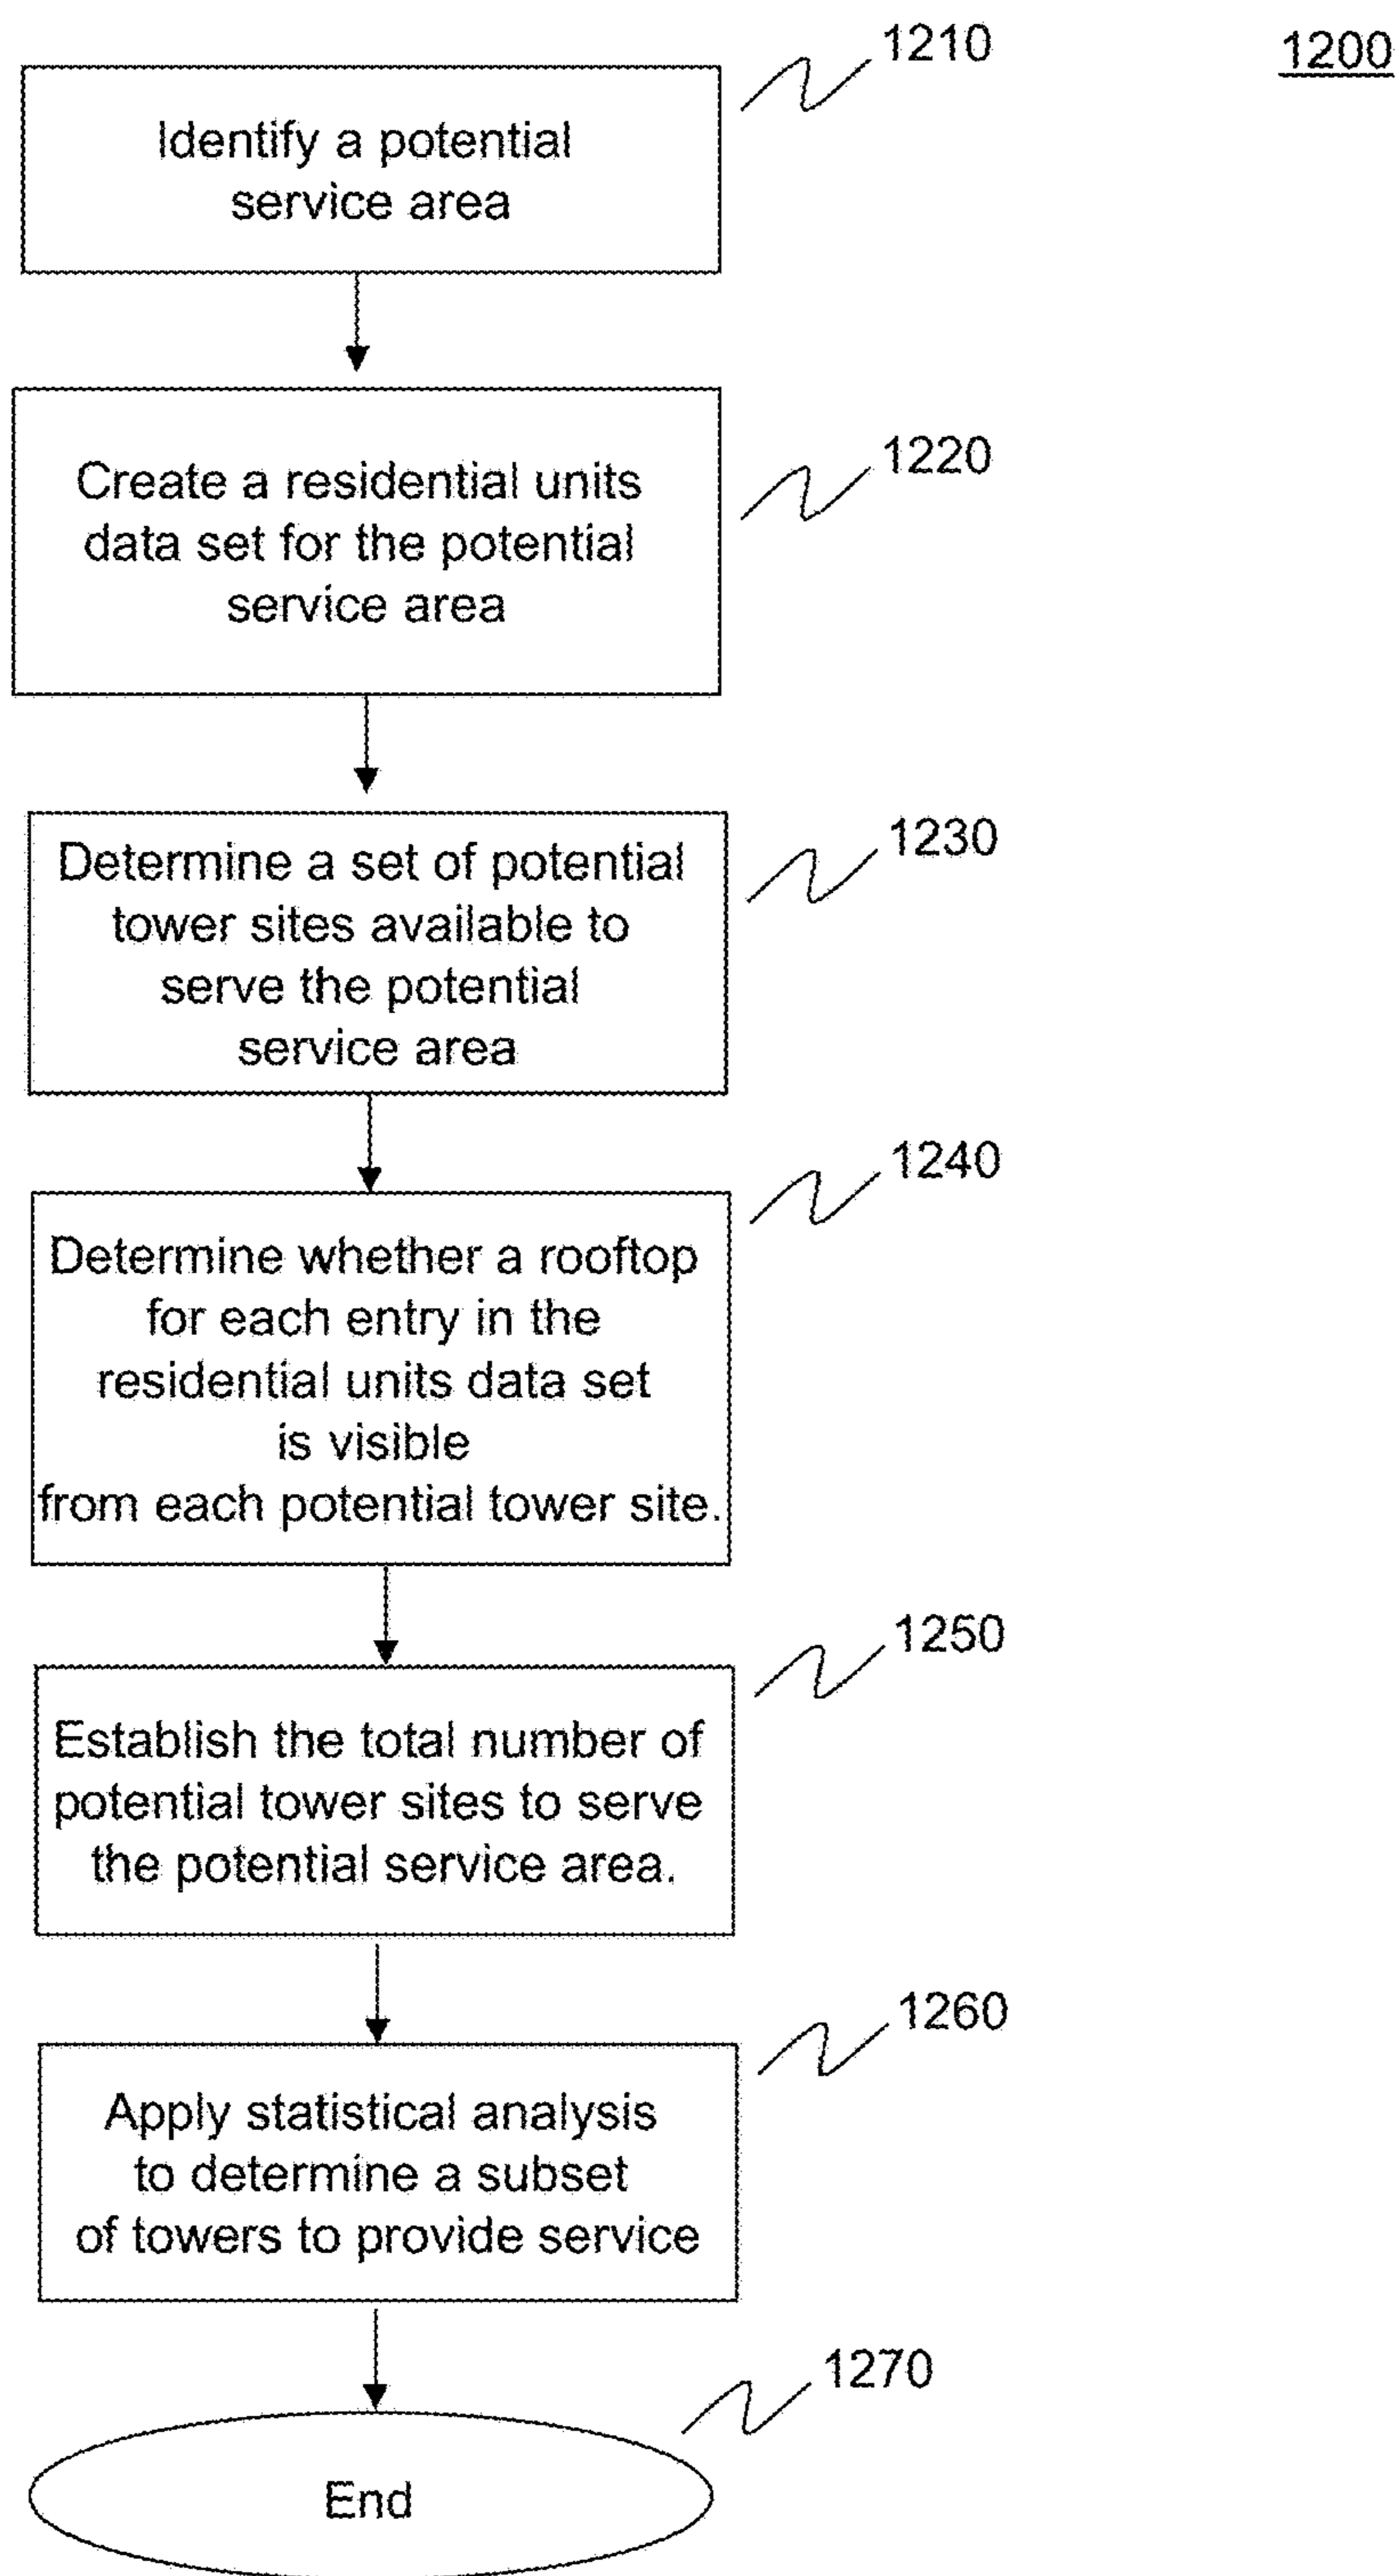 1200
1210
Identify a potential
service area
1220
Create a residential units
data set for the potential
service area
1230
Determine a set of potential
tower sites available to
serve the potential
service area
1240
Determine whether a rooftop
for each entry in the
residential units data set
is visible
from each potential tower site.
1250
Establish the total number of
potential tower sites to serve
the potential service area.
1260
Apply statistical analysis
to determine a subset
of towers to provide service
1270
End